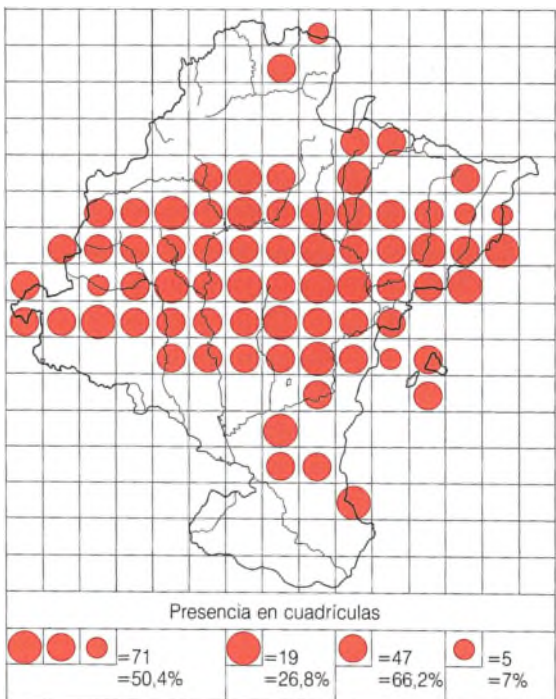 Presencia en cuadrículas
=71 =19 =47 =5
=50,4% =26,8% =66,2% =7%